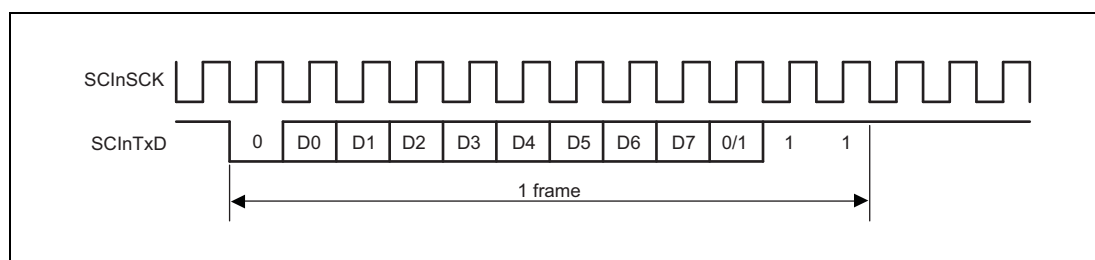 SCInSCK
SCInTxD 0 D0 D1 D2 D3 D4 D5 D6 D7 0/1 1 1
1 frame